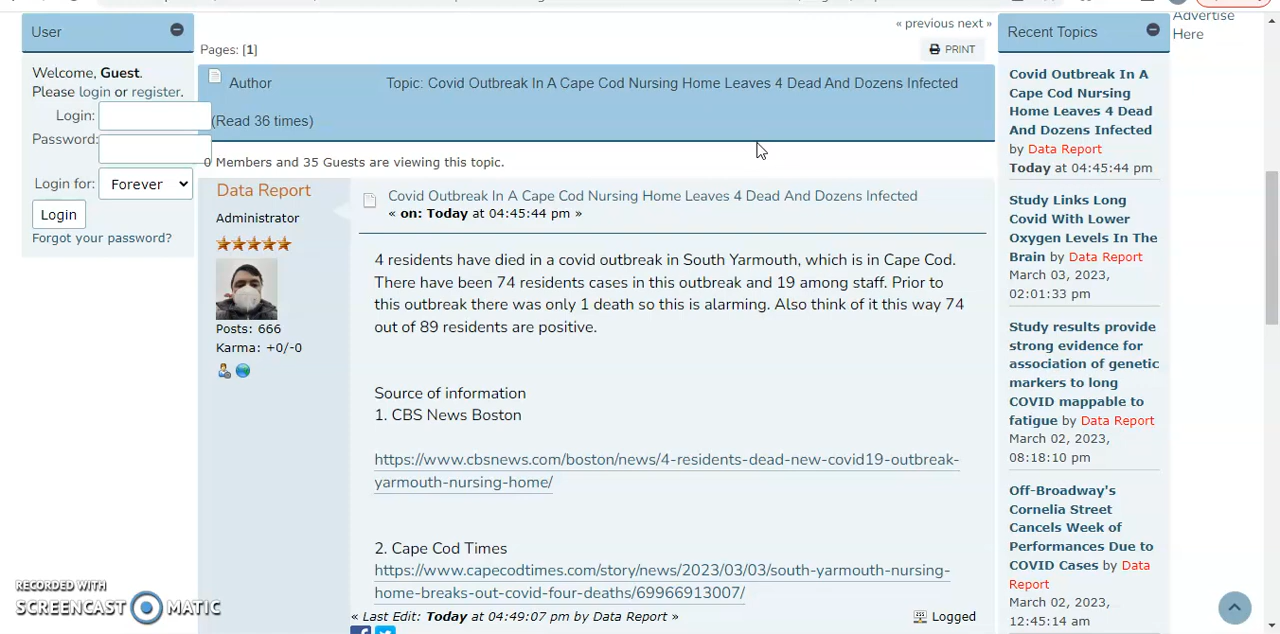 « previous next »
Advertise
Here
User
Pages: [1]
PRINT
Recent Topics
Welcome, Guest.
Please login or register.
Login:
Password:
Login for: Forever
Login
Forgot your password?
Author
Topic: Covid Outbreak In A Cape Cod Nursing Home Leaves 4 Dead And Dozens Infected
(Read 36 times)
0 Members and 35 Guests are viewing this topic.
Data Report
Administrator
Posts: 666
Karma: +0/-0
Covid Outbreak In A Cape Cod Nursing Home Leaves 4 Dead And Dozens Infected
« on: Today at 04:45:44 pm »
4 residents have died in a covid outbreak in South Yarmouth, which is in Cape Cod.
There have been 74 residents cases in this outbreak and 19 among staff. Prior to
this outbreak there was only 1 death so this is alarming. Also think of it this way 74
out of 89 residents are positive.
Source of information
1. CBS News Boston
https://www.cbsnews.com/boston/news/4-residents-dead-new-covid19-outbreak-
yarmouth-nursing-home/
2. Cape Cod Times
https://www.capecodtimes.com/story/news/2023/03/03/south-yarmouth-nursing-
home-breaks-out-covid-four-deaths/69966913007/
« Last Edit: Today at 04:49:07 pm by Data Report »
Logged
Covid Outbreak In A
Cape Cod Nursing
Home Leaves 4 Dead
And Dozens Infected
by Data Report
Today at 04:45:44 pm
Study Links Long
Covid With Lower
Oxygen Levels In The
Brain by Data Report
March 03, 2023,
02:01:33 pm
Study results provide
strong evidence for
association of genetic
markers to long
COVID mappable to
fatigue by Data Report
March 02, 2023,
08:18:10 pm
Off-Broadway's
Cornelia Street
Cancels Week of
Performances Due to
COVID Cases by Data
Report
March 02, 2023,
12:45:14 am
RECORDED WITH
SCREENCAST MATIC